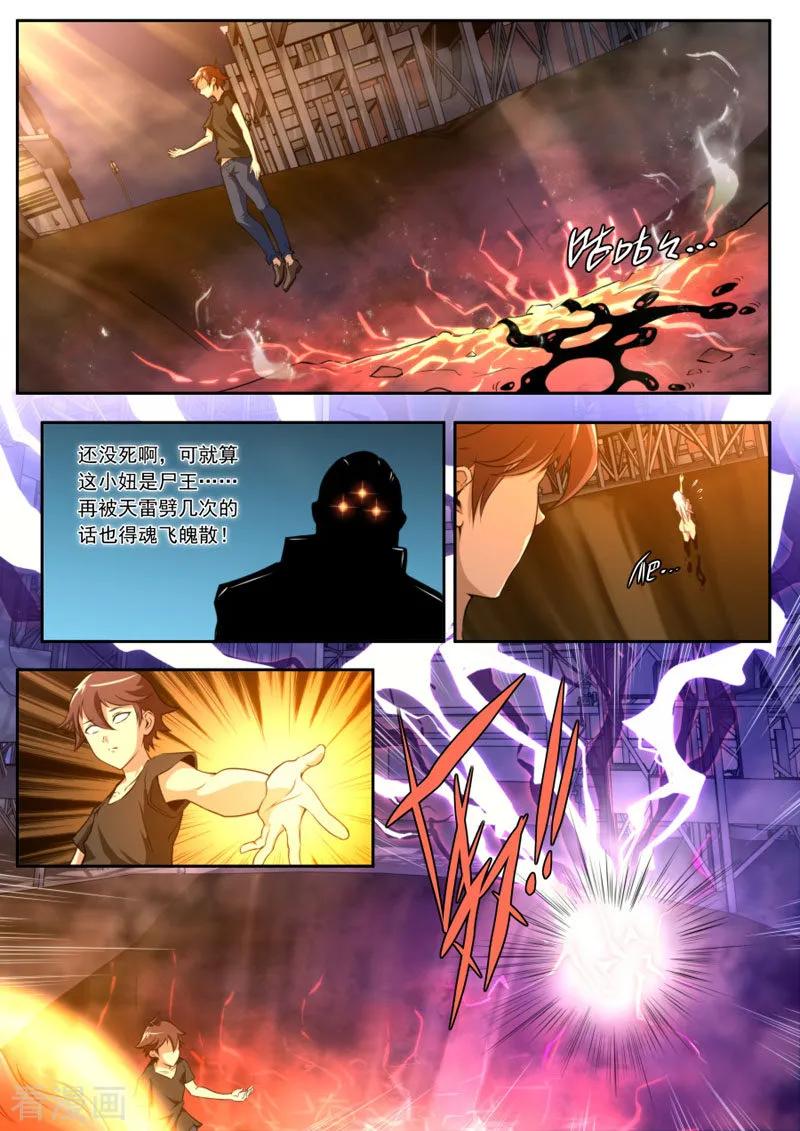 咕咕……
还没死啊，可就算
这小妞是尸王……
再被天雷劈几次的
话也得魂飞魄散！
爬…
看漫画